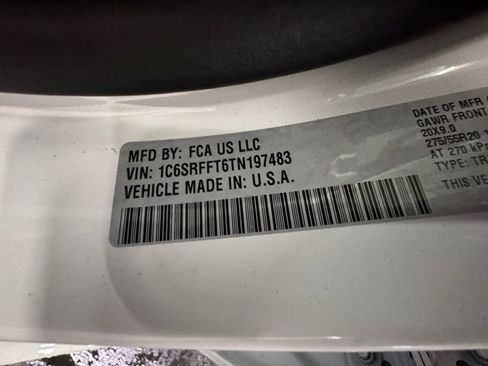 MFD BY: FCA US LLC
VIN: 1C6SRFFT6TN197483
VEHICLE MADE IN: U.S.A.
DATE OF MFR
GAWR FRONT
20X9.0
275/55R20
AT 270 kPa
TYPE: TR
THIS VE